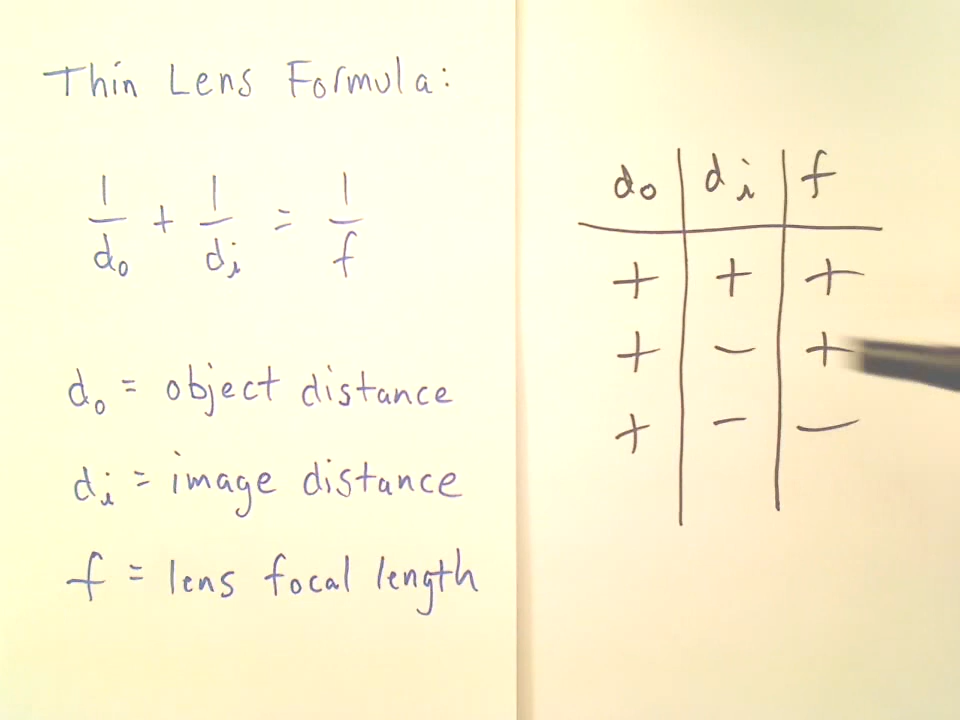 Thin Lens Formula:
1/do + 1/di = 1/f
do = object distance
di = image distance
f = lens focal length
do | di | f
+ | + | +
+ | − | +
+ | − | −